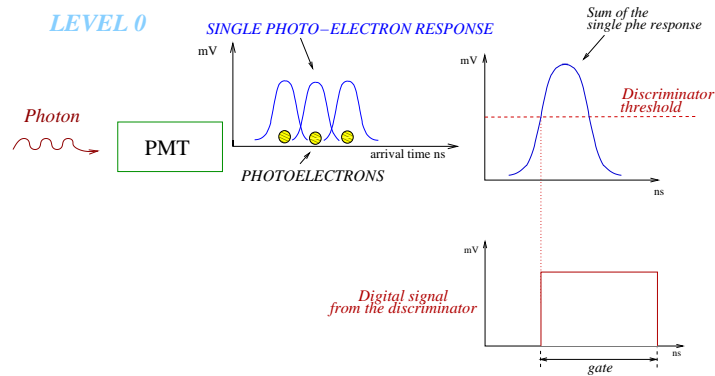 LEVEL 0
SINGLE PHOTO-ELECTRON RESPONSE
mV
Photon
PMT
arrival time ns
PHOTOELECTRONS
Sum of the
single phe response
mV
Discriminator
threshold
ns
mV
Digital signal
from the discriminator
ns
gate